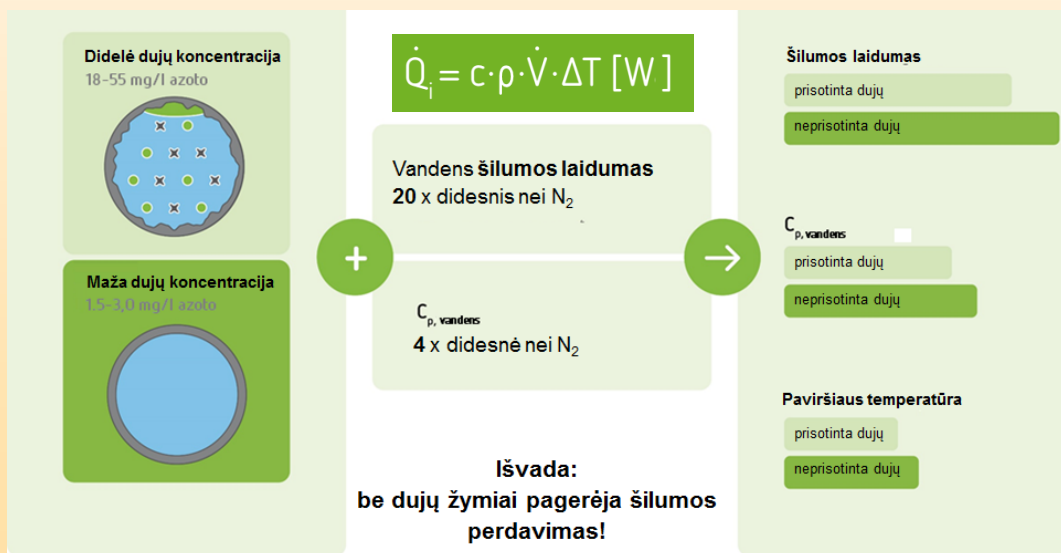 Didelė dujų koncentracija
18-55 mg/l azoto
Maža dujų koncentracija
1.5-3,0 mg/l azoto
Q̇ᵢ = c·ρ·V̇·ΔT [W]
Vandens šilumos laidumas
20 x didesnis nei N₂
+
Cp, vandens
4 x didesnė nei N₂
Išvada:
be dujų žymiai pagerėja šilumos
perdavimas!
→
Šilumos laidumas
prisotinta dujų
neprisotinta dujų
Cp, vandens
prisotinta dujų
neprisotinta dujų
Paviršiaus temperatūra
prisotinta dujų
neprisotinta dujų